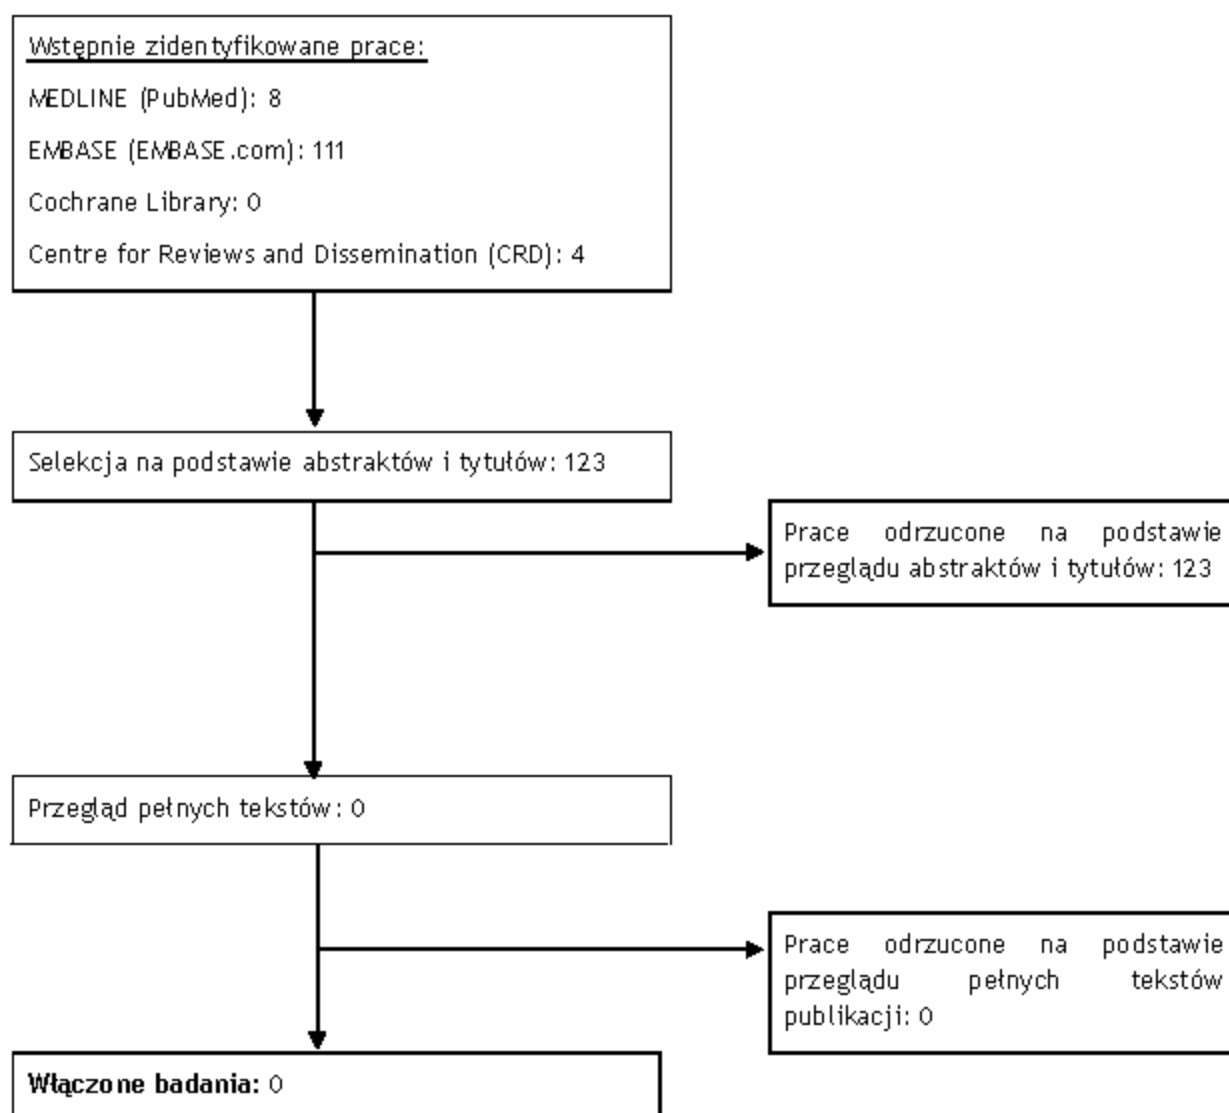 Wstępnie zidentyfikowane prace:
MEDLINE (PubMed): 8
EMBASE (EMBASE.com): 111
Cochrane Library: 0
Centre for Reviews and Dissemination (CRD): 4
Selekcja na podstawie abstraktów i tytułów: 123
Prace odrzucone na podstawie
przeglądu abstraktów i tytułów: 123
Przegląd pełnych tekstów: 0
Prace odrzucone na podstawie
przeglądu pełnych tekstów
publikacji: 0
Włączone badania: 0